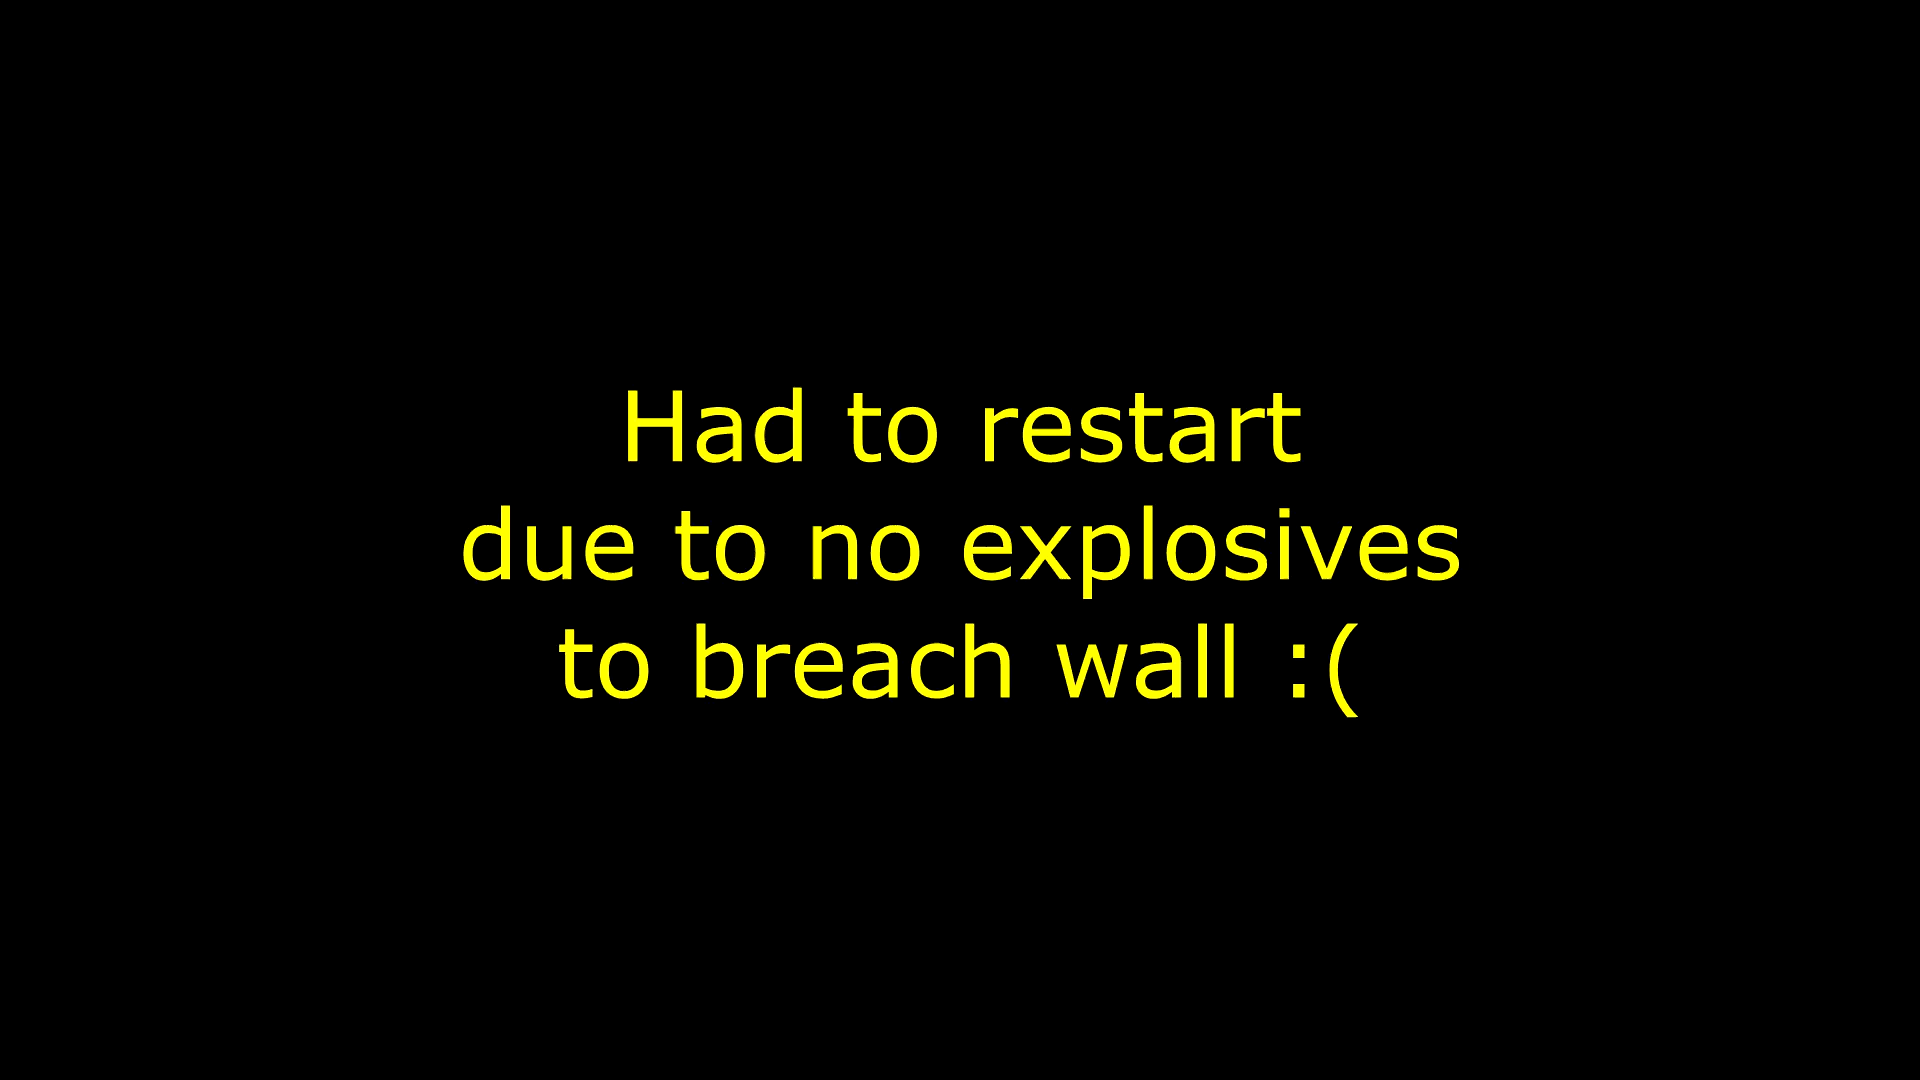 Had to restart
due to no explosives
to breach wall :(